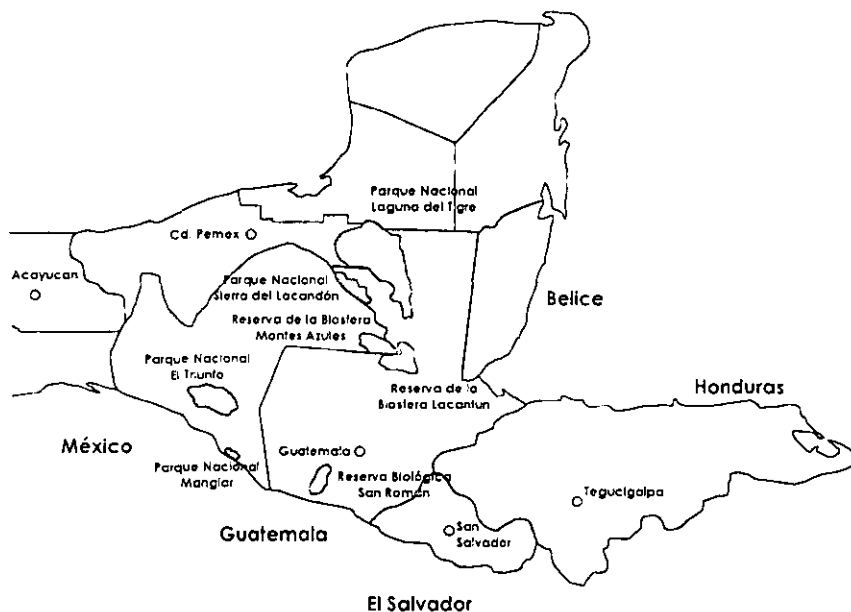 Parque Nacional
Laguna del Tigre
Cd. Pemex
Acayucan
Parque Nacional
Sierra del Lacandón
Belice
Reserva de la Biosfera
Montes Azules
Parque Nacional
El Triunfo
Reserva de la
Biosfera Lacantun
Honduras
México
Guatemala
Parque Nacional
Manglar
Reserva Biológica
San Román
Tegucigalpa
Guatemala
San
Salvador
El Salvador